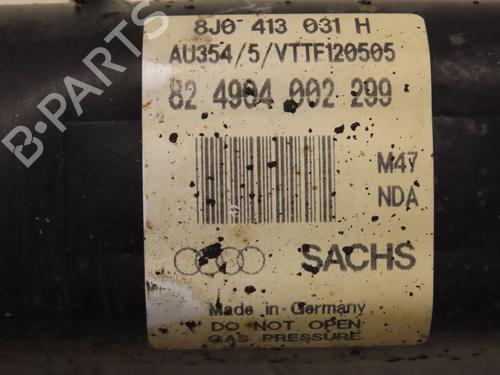 8J0 413 031 H
AU354/5/VTTF120505
82 4904 002 299
M47
NDA
SACHS
Made in Germany
DO NOT OPEN
GAS PRESSURE
B-PARTS